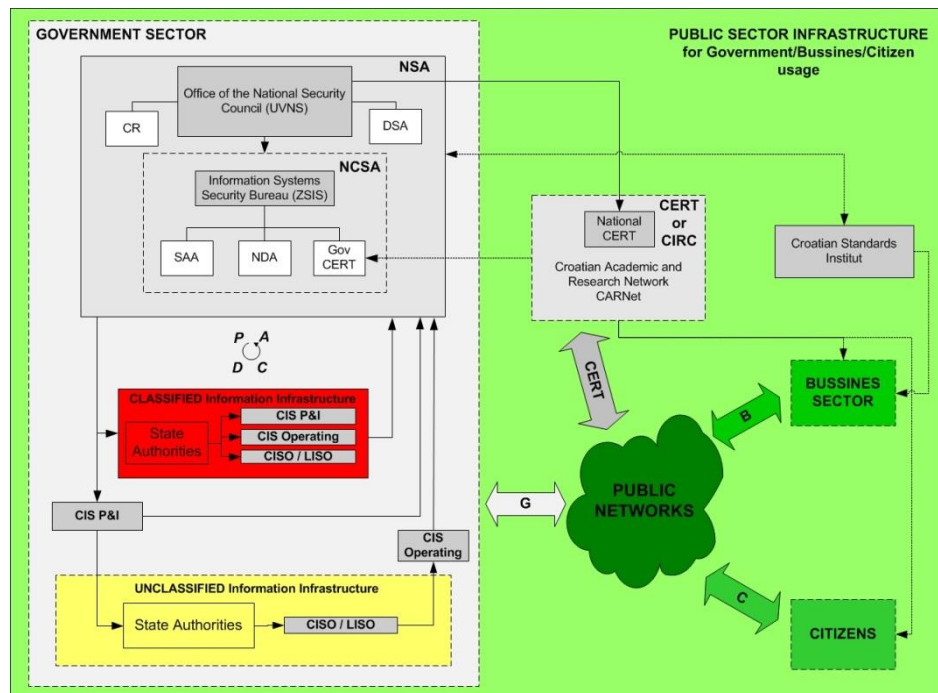 GOVERNMENT SECTOR
PUBLIC SECTOR INFRASTRUCTURE
for Government/Bussines/Citizen
usage
NSA
Office of the National Security
Council (UVNS)
CR
DSA
NCSA
Information Systems
Security Bureau (ZSIS)
SAA
NDA
Gov
CERT
National
CERT
CERT
or
CIRC
Croatian Academic and
Research Network
CARNet
Croatian Standards
Institut
P
A
D
C
CLASSIFIED Information Infrastructure
State
Authorities
CIS P&I
CIS Operating
CISO / LISO
CIS P&I
CIS
Operating
UNCLASSIFIED Information Infrastructure
State Authorities
CISO / LISO
CERT
G
B
C
PUBLIC
NETWORKS
BUSSINES
SECTOR
CITIZENS